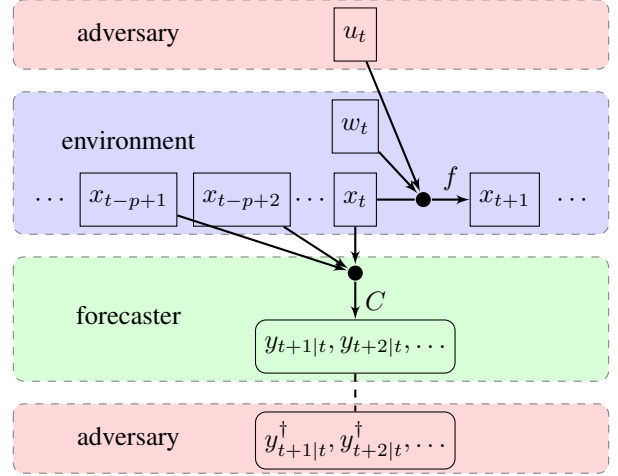 adversary u_t
w_t
environment
f
⋯ x_{t−p+1} x_{t−p+2} ⋯ x_t x_{t+1} ⋯
C
forecaster
y_{t+1|t}, y_{t+2|t}, …
adversary y^†_{t+1|t}, y^†_{t+2|t}, …